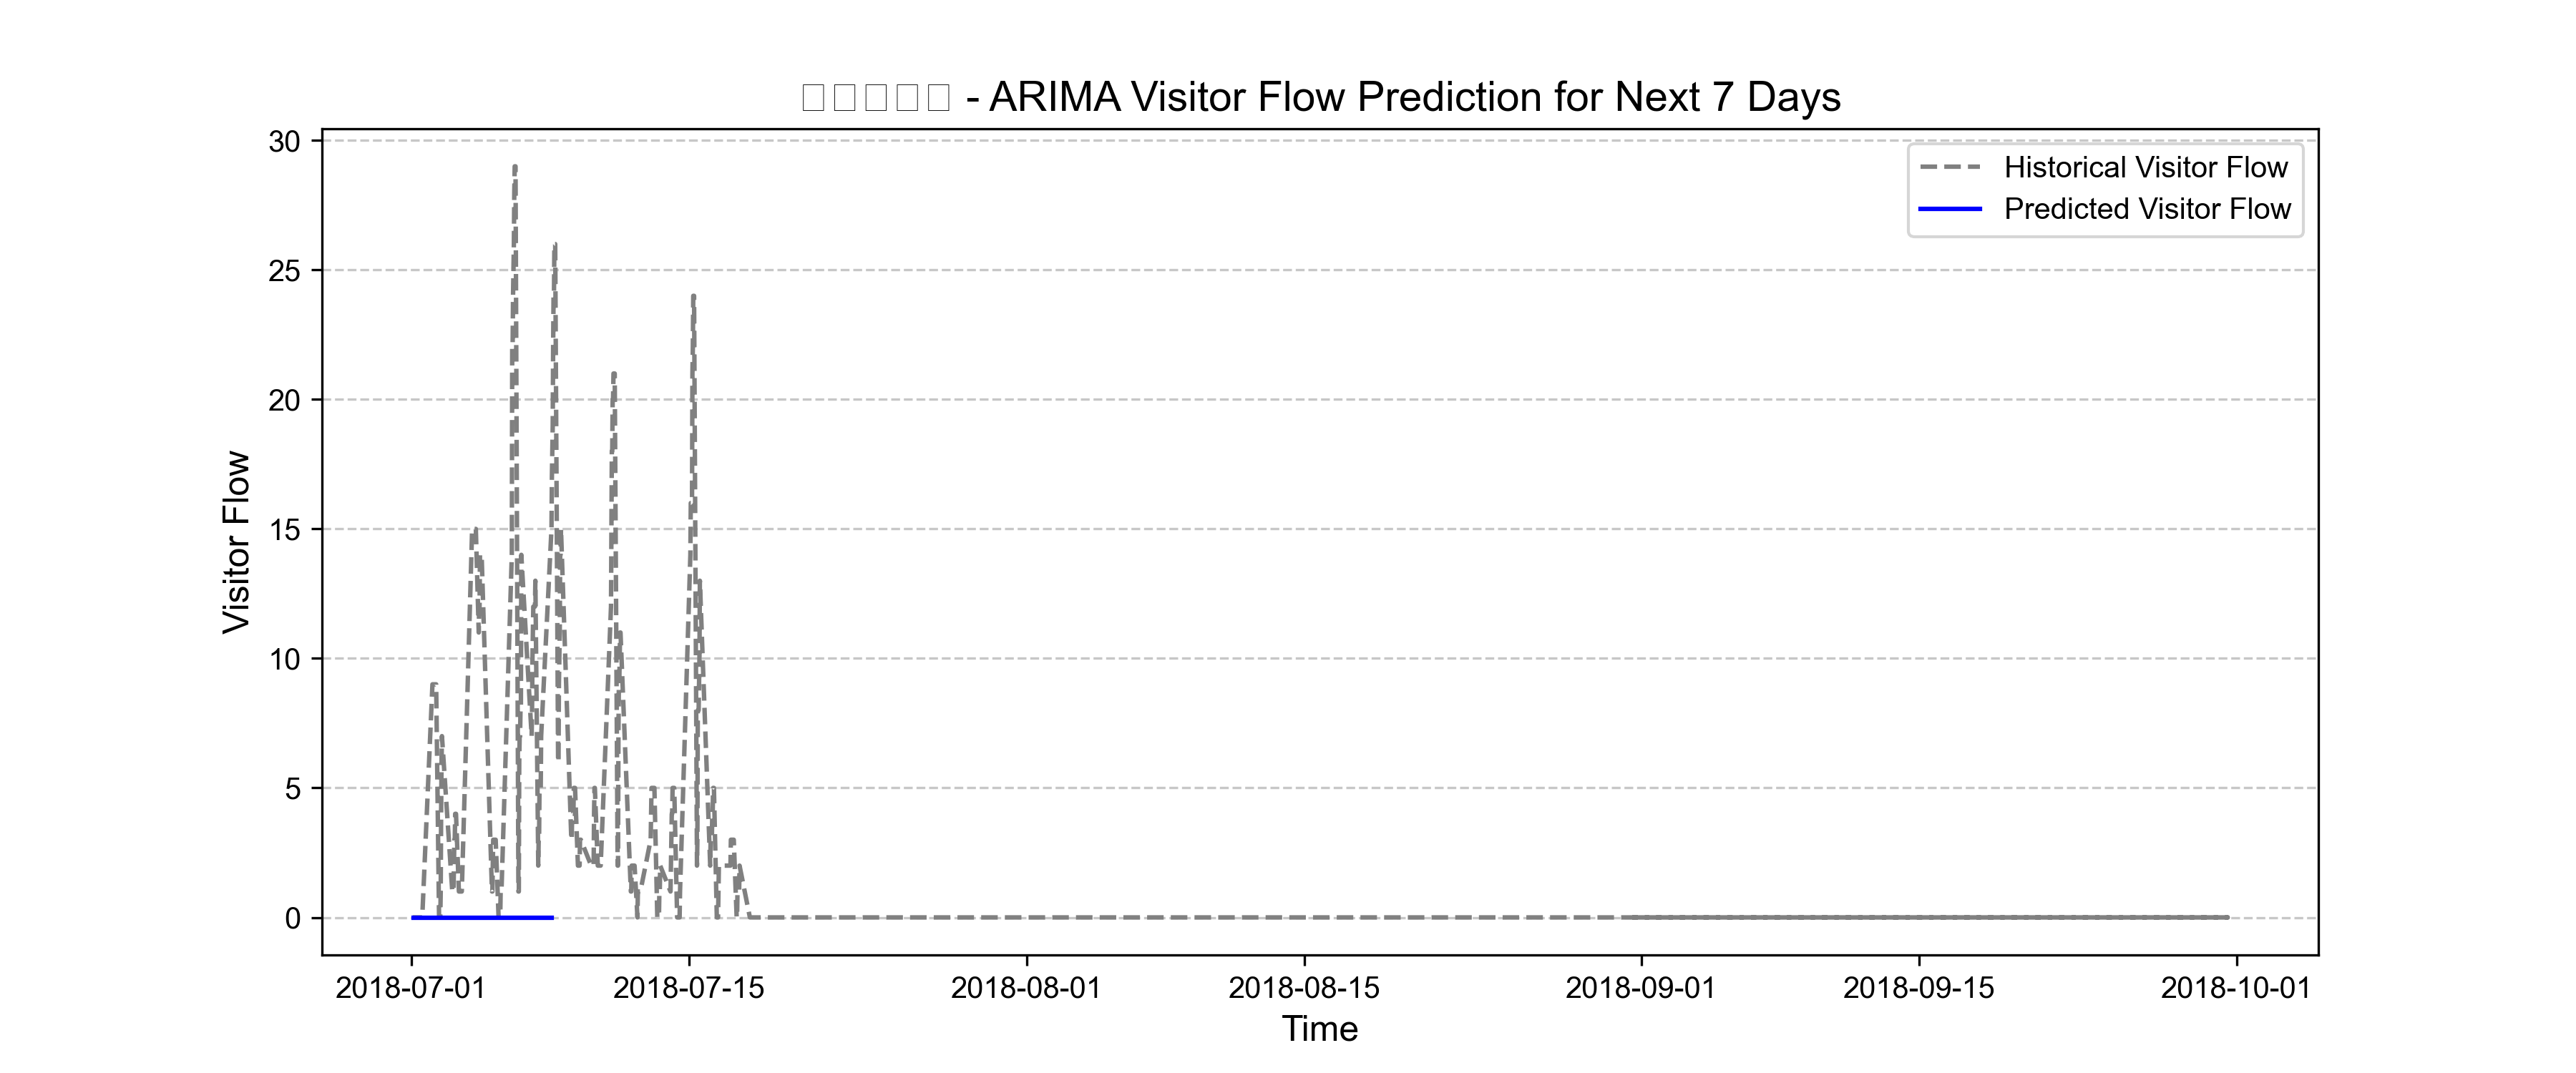 □□□□□ - ARIMA Visitor Flow Prediction for Next 7 Days
30
25
20
15
10
5
0
Visitor Flow
Historical Visitor Flow
Predicted Visitor Flow
2018-07-01 2018-07-15 2018-08-01 2018-08-15 2018-09-01 2018-09-15 2018-10-01
Time